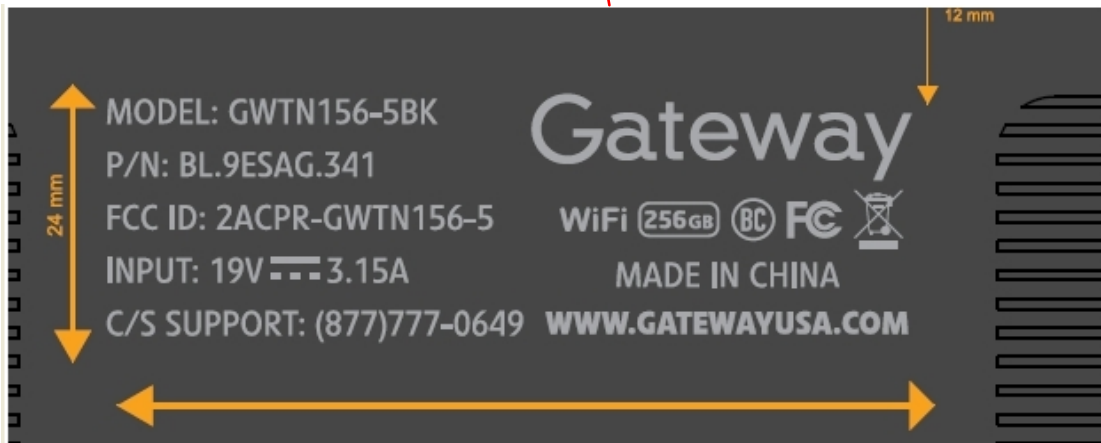 12 mm
MODEL: GWTN156-5BK
P/N: BL.9ESAG.341
FCC ID: 2ACPR-GWTN156-5
INPUT: 19V 3.15A
C/S SUPPORT: (877)777-0649
24 mm
Gateway
WiFi 256GB BC FC
MADE IN CHINA
WWW.GATEWAYUSA.COM